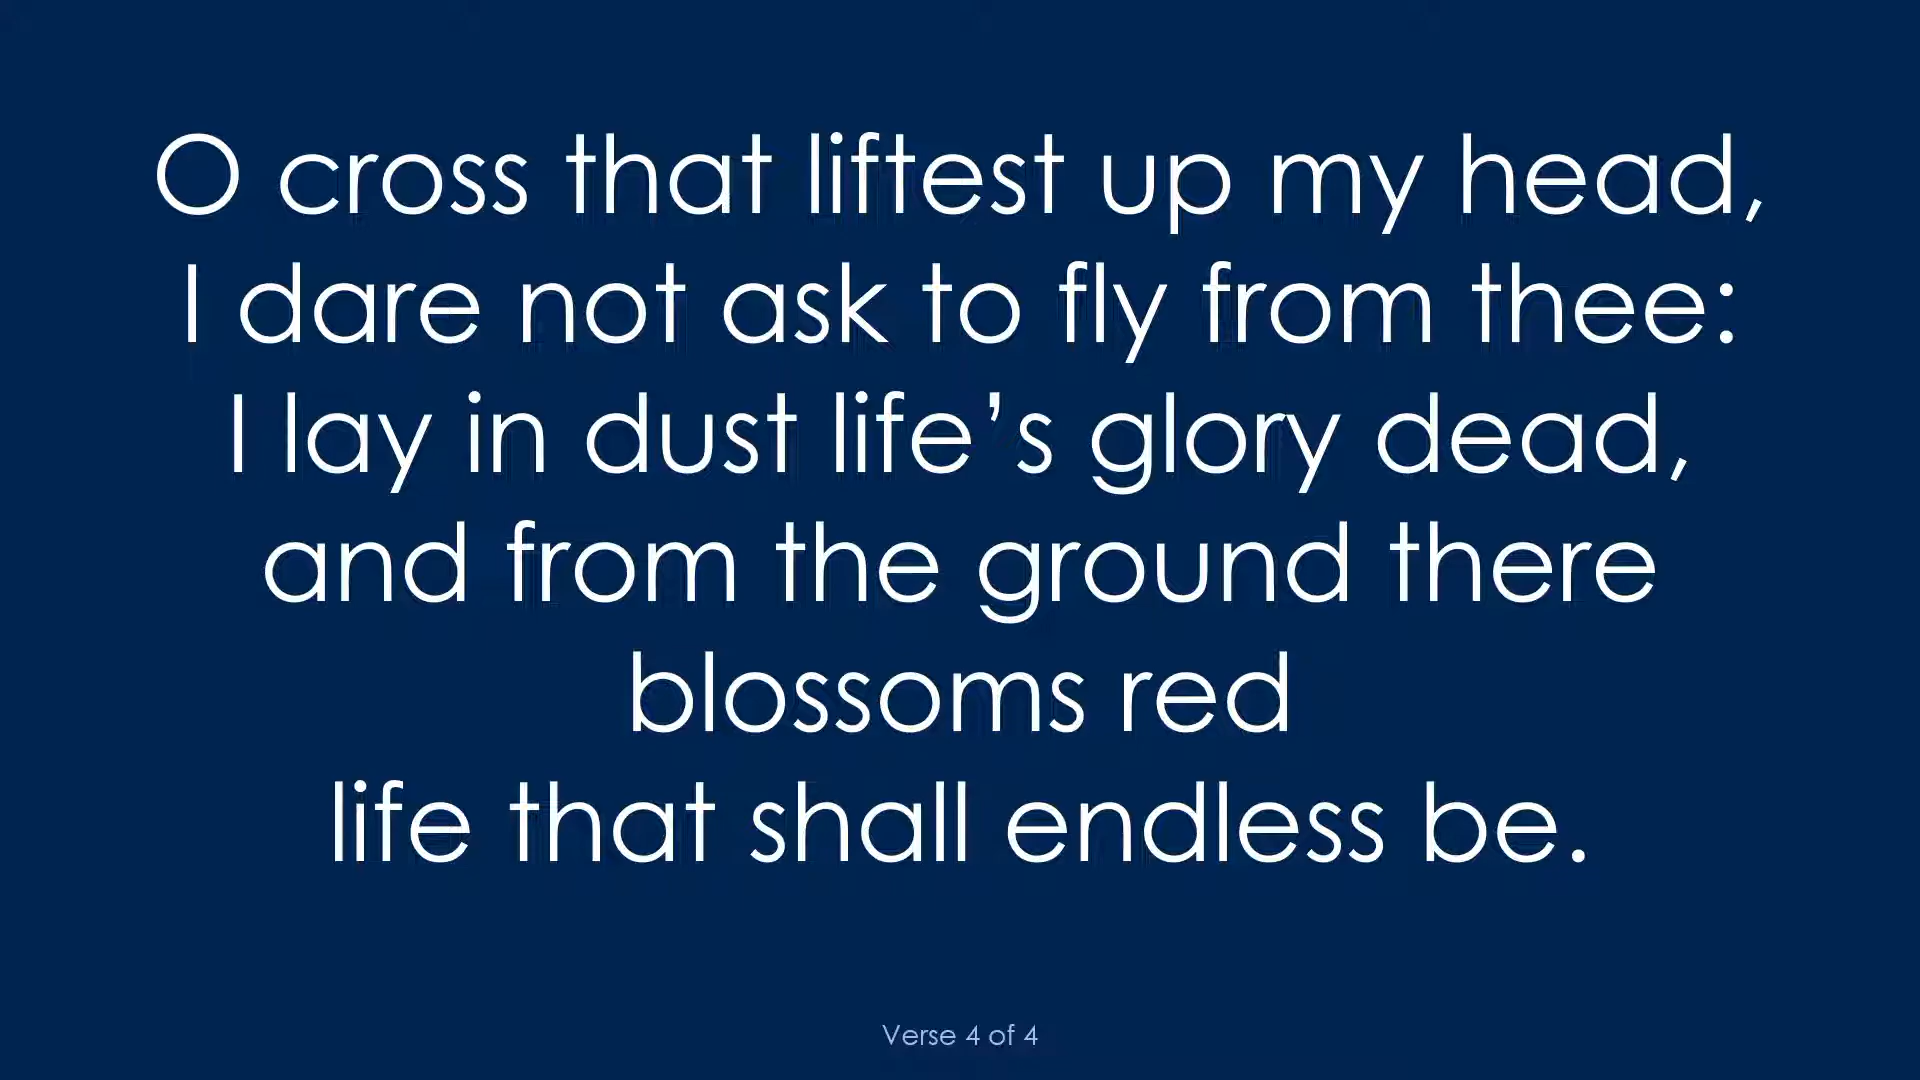 O cross that liftest up my head,
I dare not ask to fly from thee:
I lay in dust life’s glory dead,
and from the ground there
blossoms red
life that shall endless be.
Verse 4 of 4